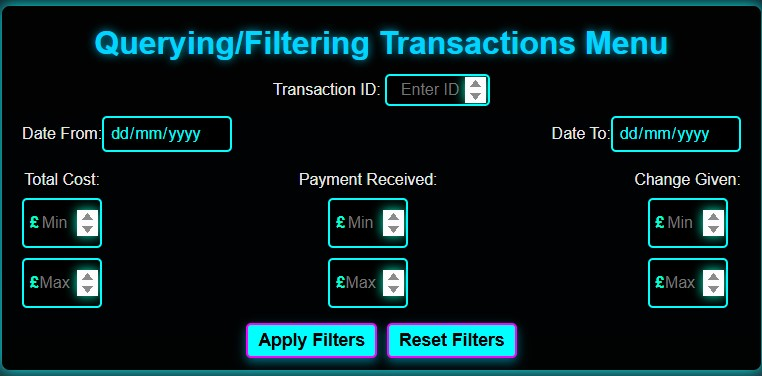 Querying/Filtering Transactions Menu
Transaction ID: Enter ID
Date From: dd/mm/yyyy Date To: dd/mm/yyyy
Total Cost: Payment Received: Change Given:
£ Min £ Min £ Min
£Max £Max £Max
Apply Filters Reset Filters